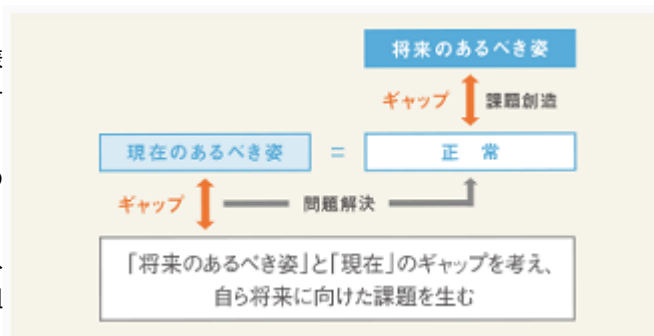 将来のあるべき姿
ギャップ 課題創造
現在のあるべき姿 = 正 常
ギャップ 問題解決
「将来のあるべき姿」と「現在」のギャップを考え、
自ら将来に向けた課題を生む